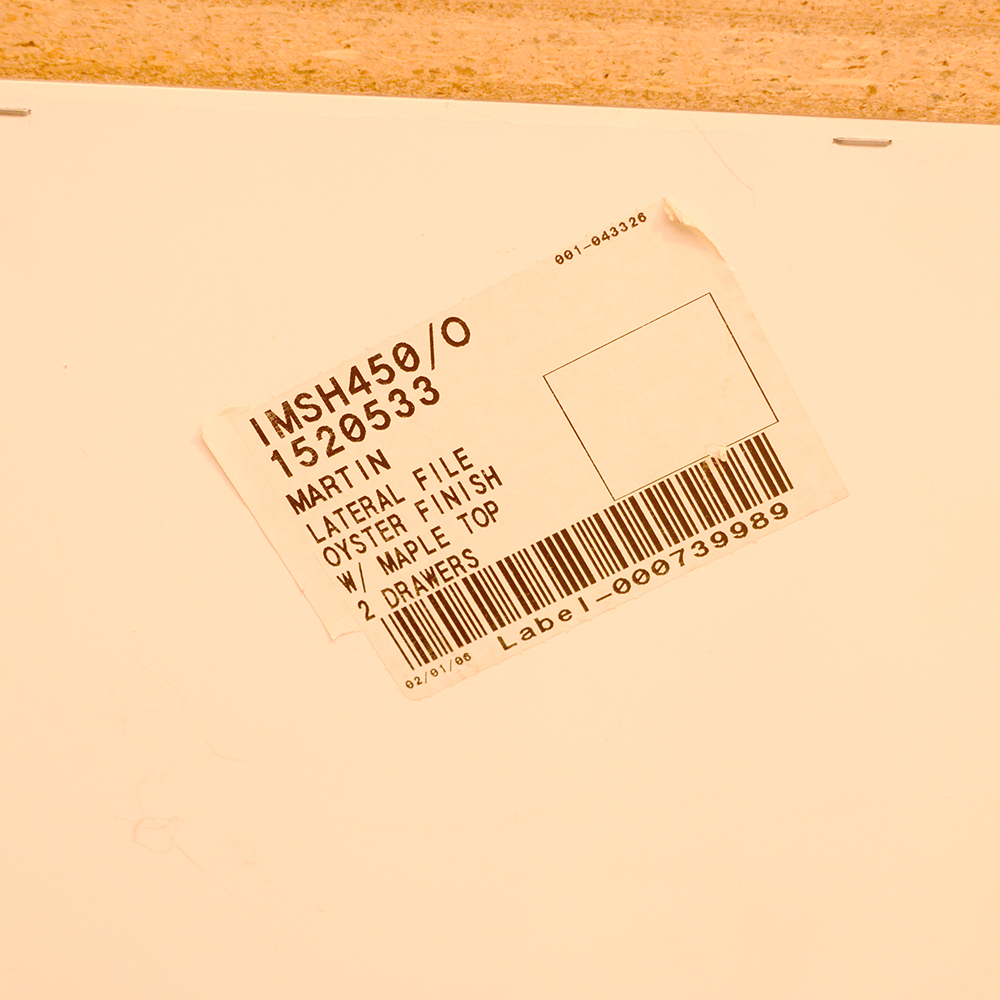 001-043326
IMSH450/O
1520533
MARTIN
LATERAL FILE
OYSTER FINISH
W/ MAPLE TOP
2 DRAWERS
Label-000739989
02/01/06